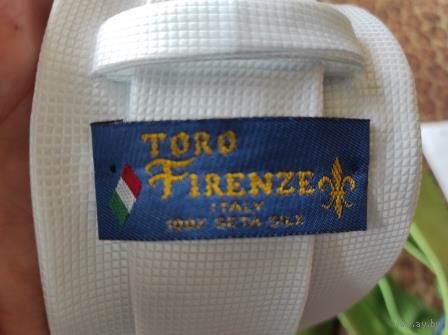 TORO
FIRENZE
ITALY
100% SETA SILK